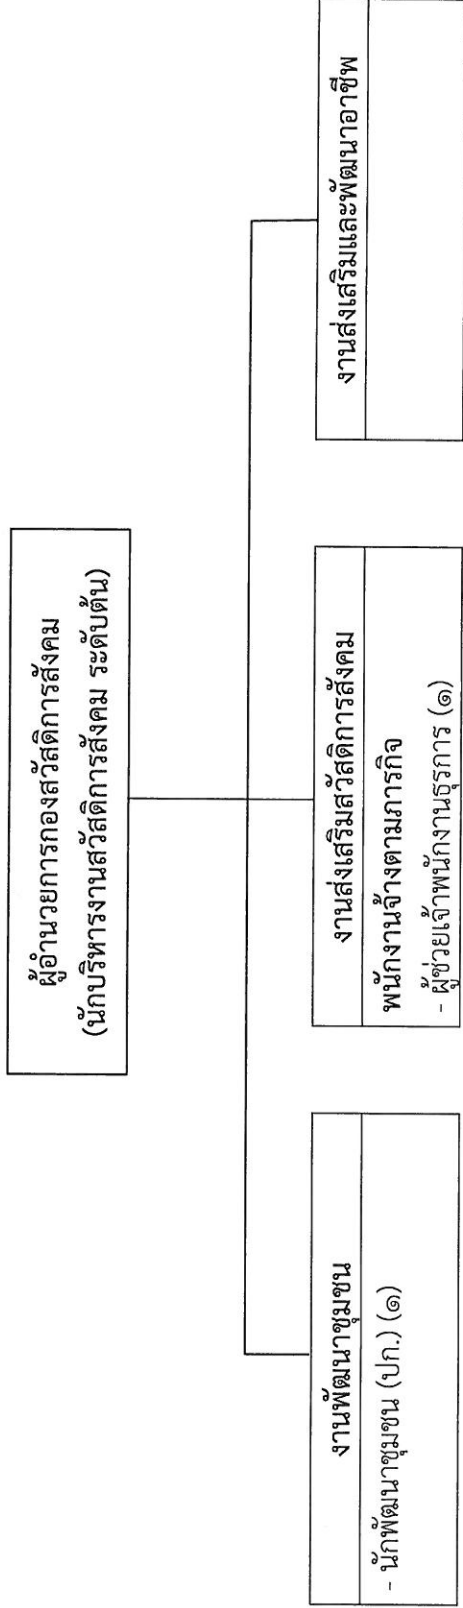 ผู้อำนวยการกองสวัสดิการสังคม
(นักบริหารงานสวัสดิการสังคม ระดับต้น)
งานพัฒนาชุมชน
- นักพัฒนาชุมชน (ปก.) (๑)
งานส่งเสริมสวัสดิการสังคม
พนักงานจ้างตามภารกิจ
- ผู้ช่วยเจ้าพนักงานธุรการ (๑)
งานส่งเสริมและพัฒนาอาชีพ